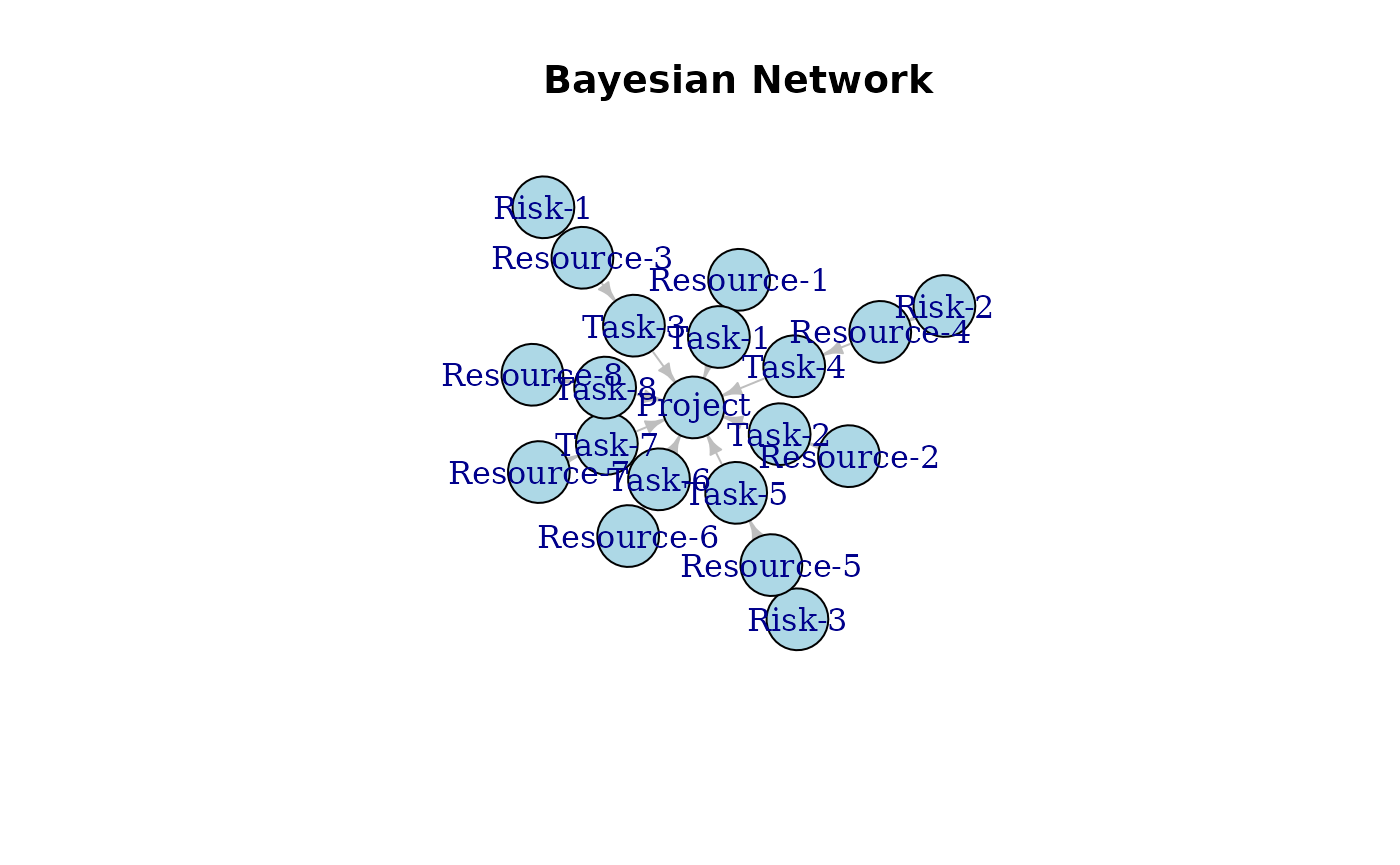 Bayesian Network
Risk-1
Resource-3
Resource-1
Risk-2
Task-3
Task-1
Resource-4
Task-4
Resource-8
Task-8
Project
Task-2
Task-7
Resource-2
Resource-7
Task-6
Task-5
Resource-6
Resource-5
Risk-3